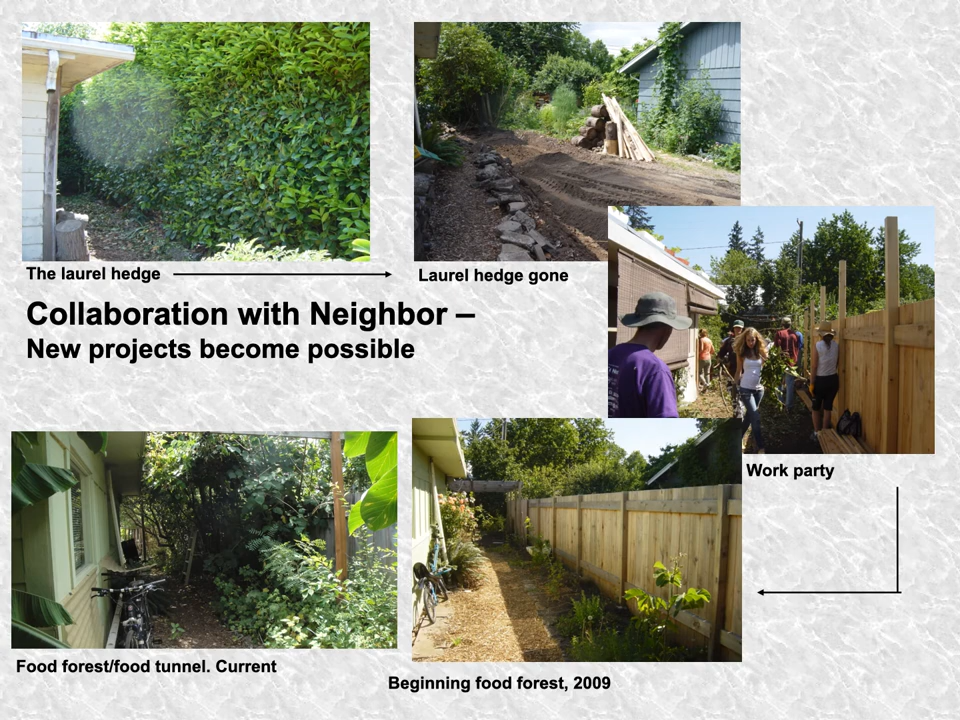 The laurel hedge
Laurel hedge gone
Collaboration with Neighbor –
New projects become possible
Work party
Food forest/food tunnel. Current
Beginning food forest, 2009